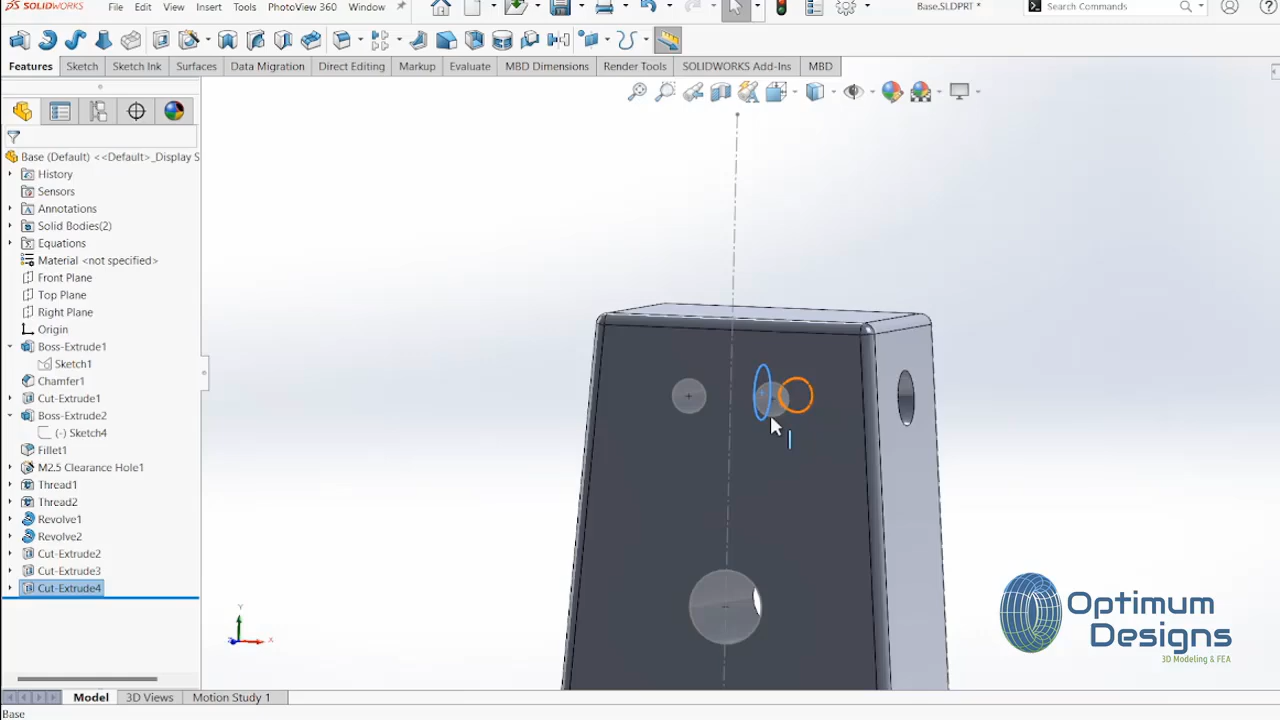 SOLIDWORKS File Edit View Insert Tools PhotoView 360 Window Base.SLDPRT * Search Commands
Features Sketch Sketch Ink Surfaces Data Migration Direct Editing Markup Evaluate MBD Dimensions Render Tools SOLIDWORKS Add-Ins MBD
Base (Default) <<Default>_Display S
History
Sensors
Annotations
Solid Bodies(2)
Equations
Material <not specified>
Front Plane
Top Plane
Right Plane
Origin
Boss-Extrude1
Sketch1
Chamfer1
Cut-Extrude1
Boss-Extrude2
(-) Sketch4
Fillet1
M2.5 Clearance Hole1
Thread1
Thread2
Revolve1
Revolve2
Cut-Extrude2
Cut-Extrude3
Cut-Extrude4
Y
X
Z
Optimum
Designs
3D Modeling & FEA
Model 3D Views Motion Study 1
Base